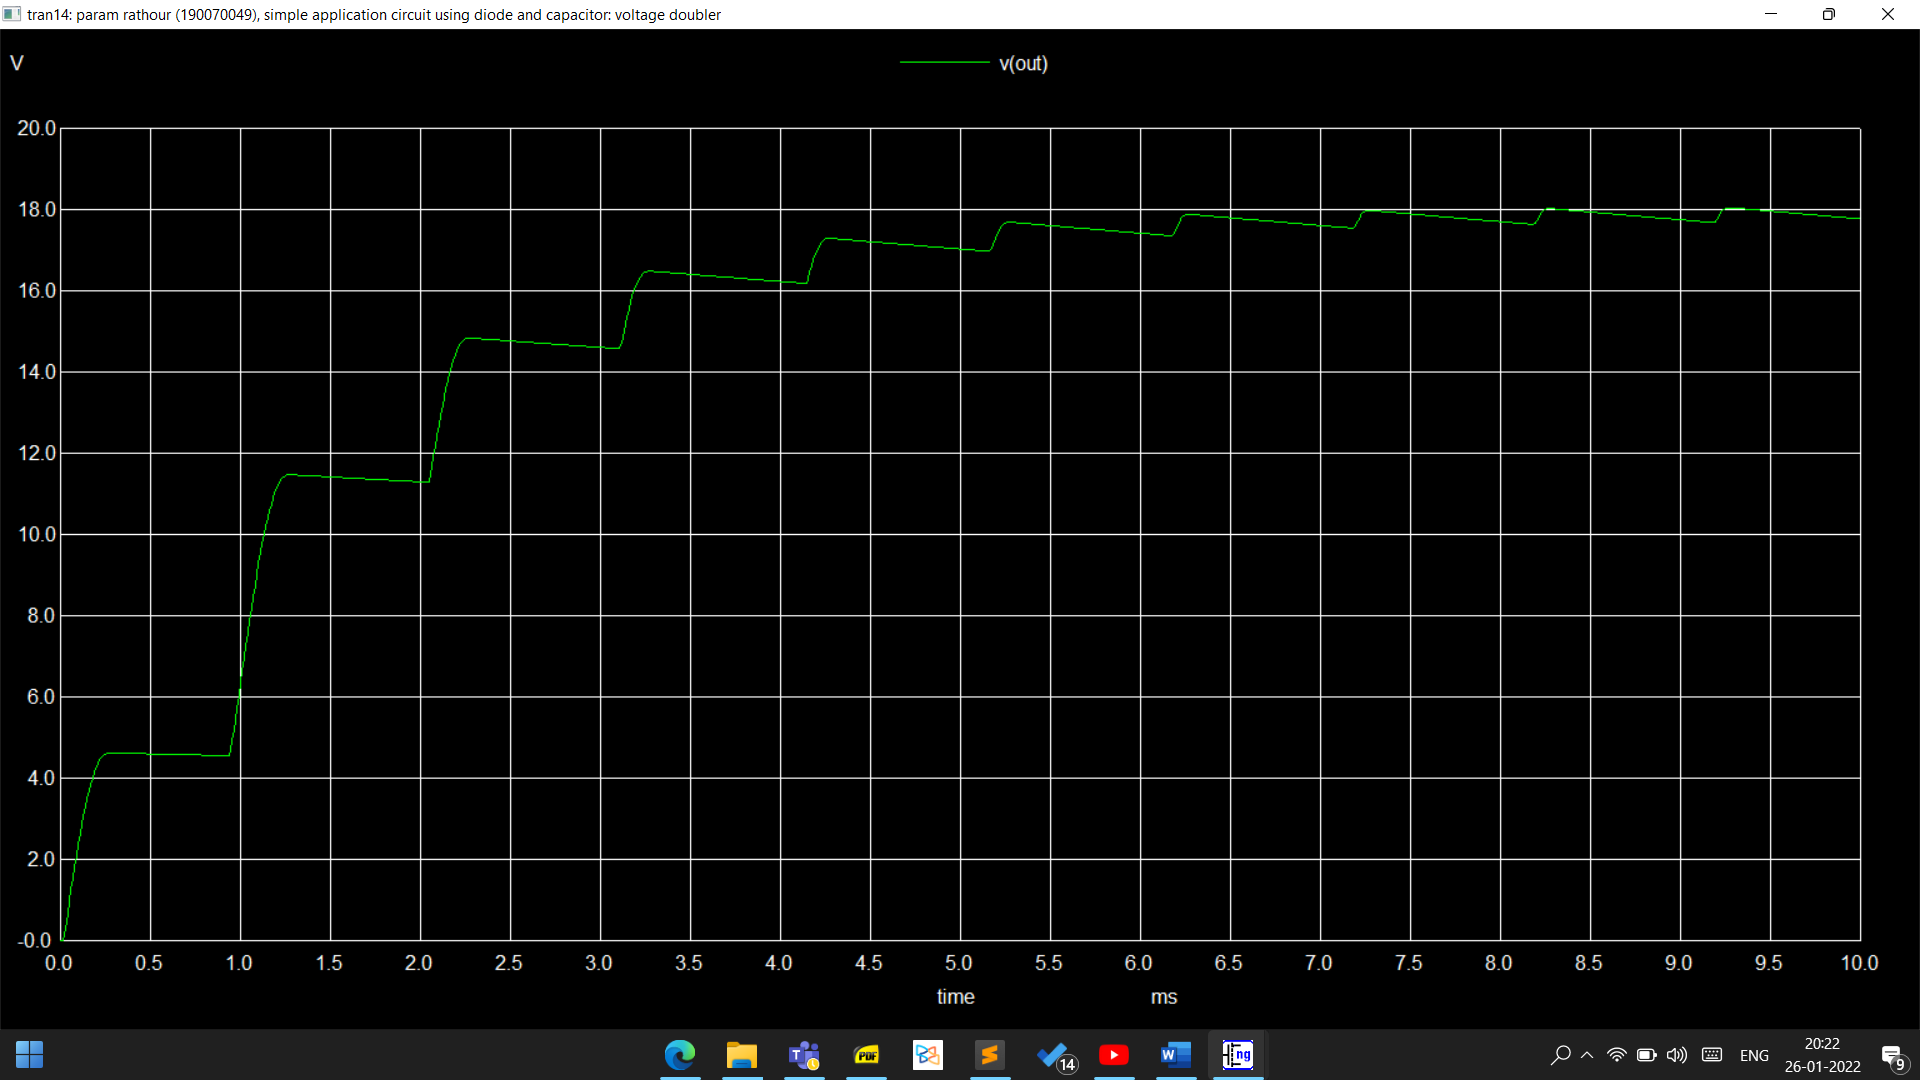 tran14: param rathour (190070049), simple application circuit using diode and capacitor: voltage doubler
V
v(out)
20.0
18.0
16.0
14.0
12.0
10.0
8.0
6.0
4.0
2.0
-0.0
0.0 0.5 1.0 1.5 2.0 2.5 3.0 3.5 4.0 4.5 5.0 5.5 6.0 6.5 7.0 7.5 8.0 8.5 9.0 9.5 10.0
time ms
T PDF S 14 W ng ENG 20:22 9
26-01-2022